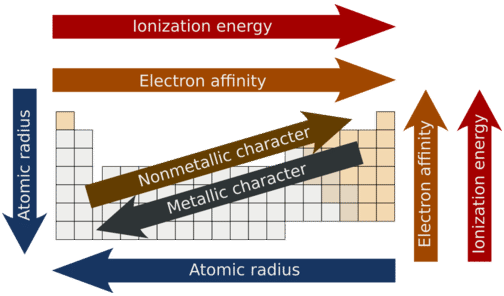 Ionization energy
Electron affinity
Atomic radius
Nonmetallic character
Metallic character
Electron affinity
Ionization energy
Atomic radius